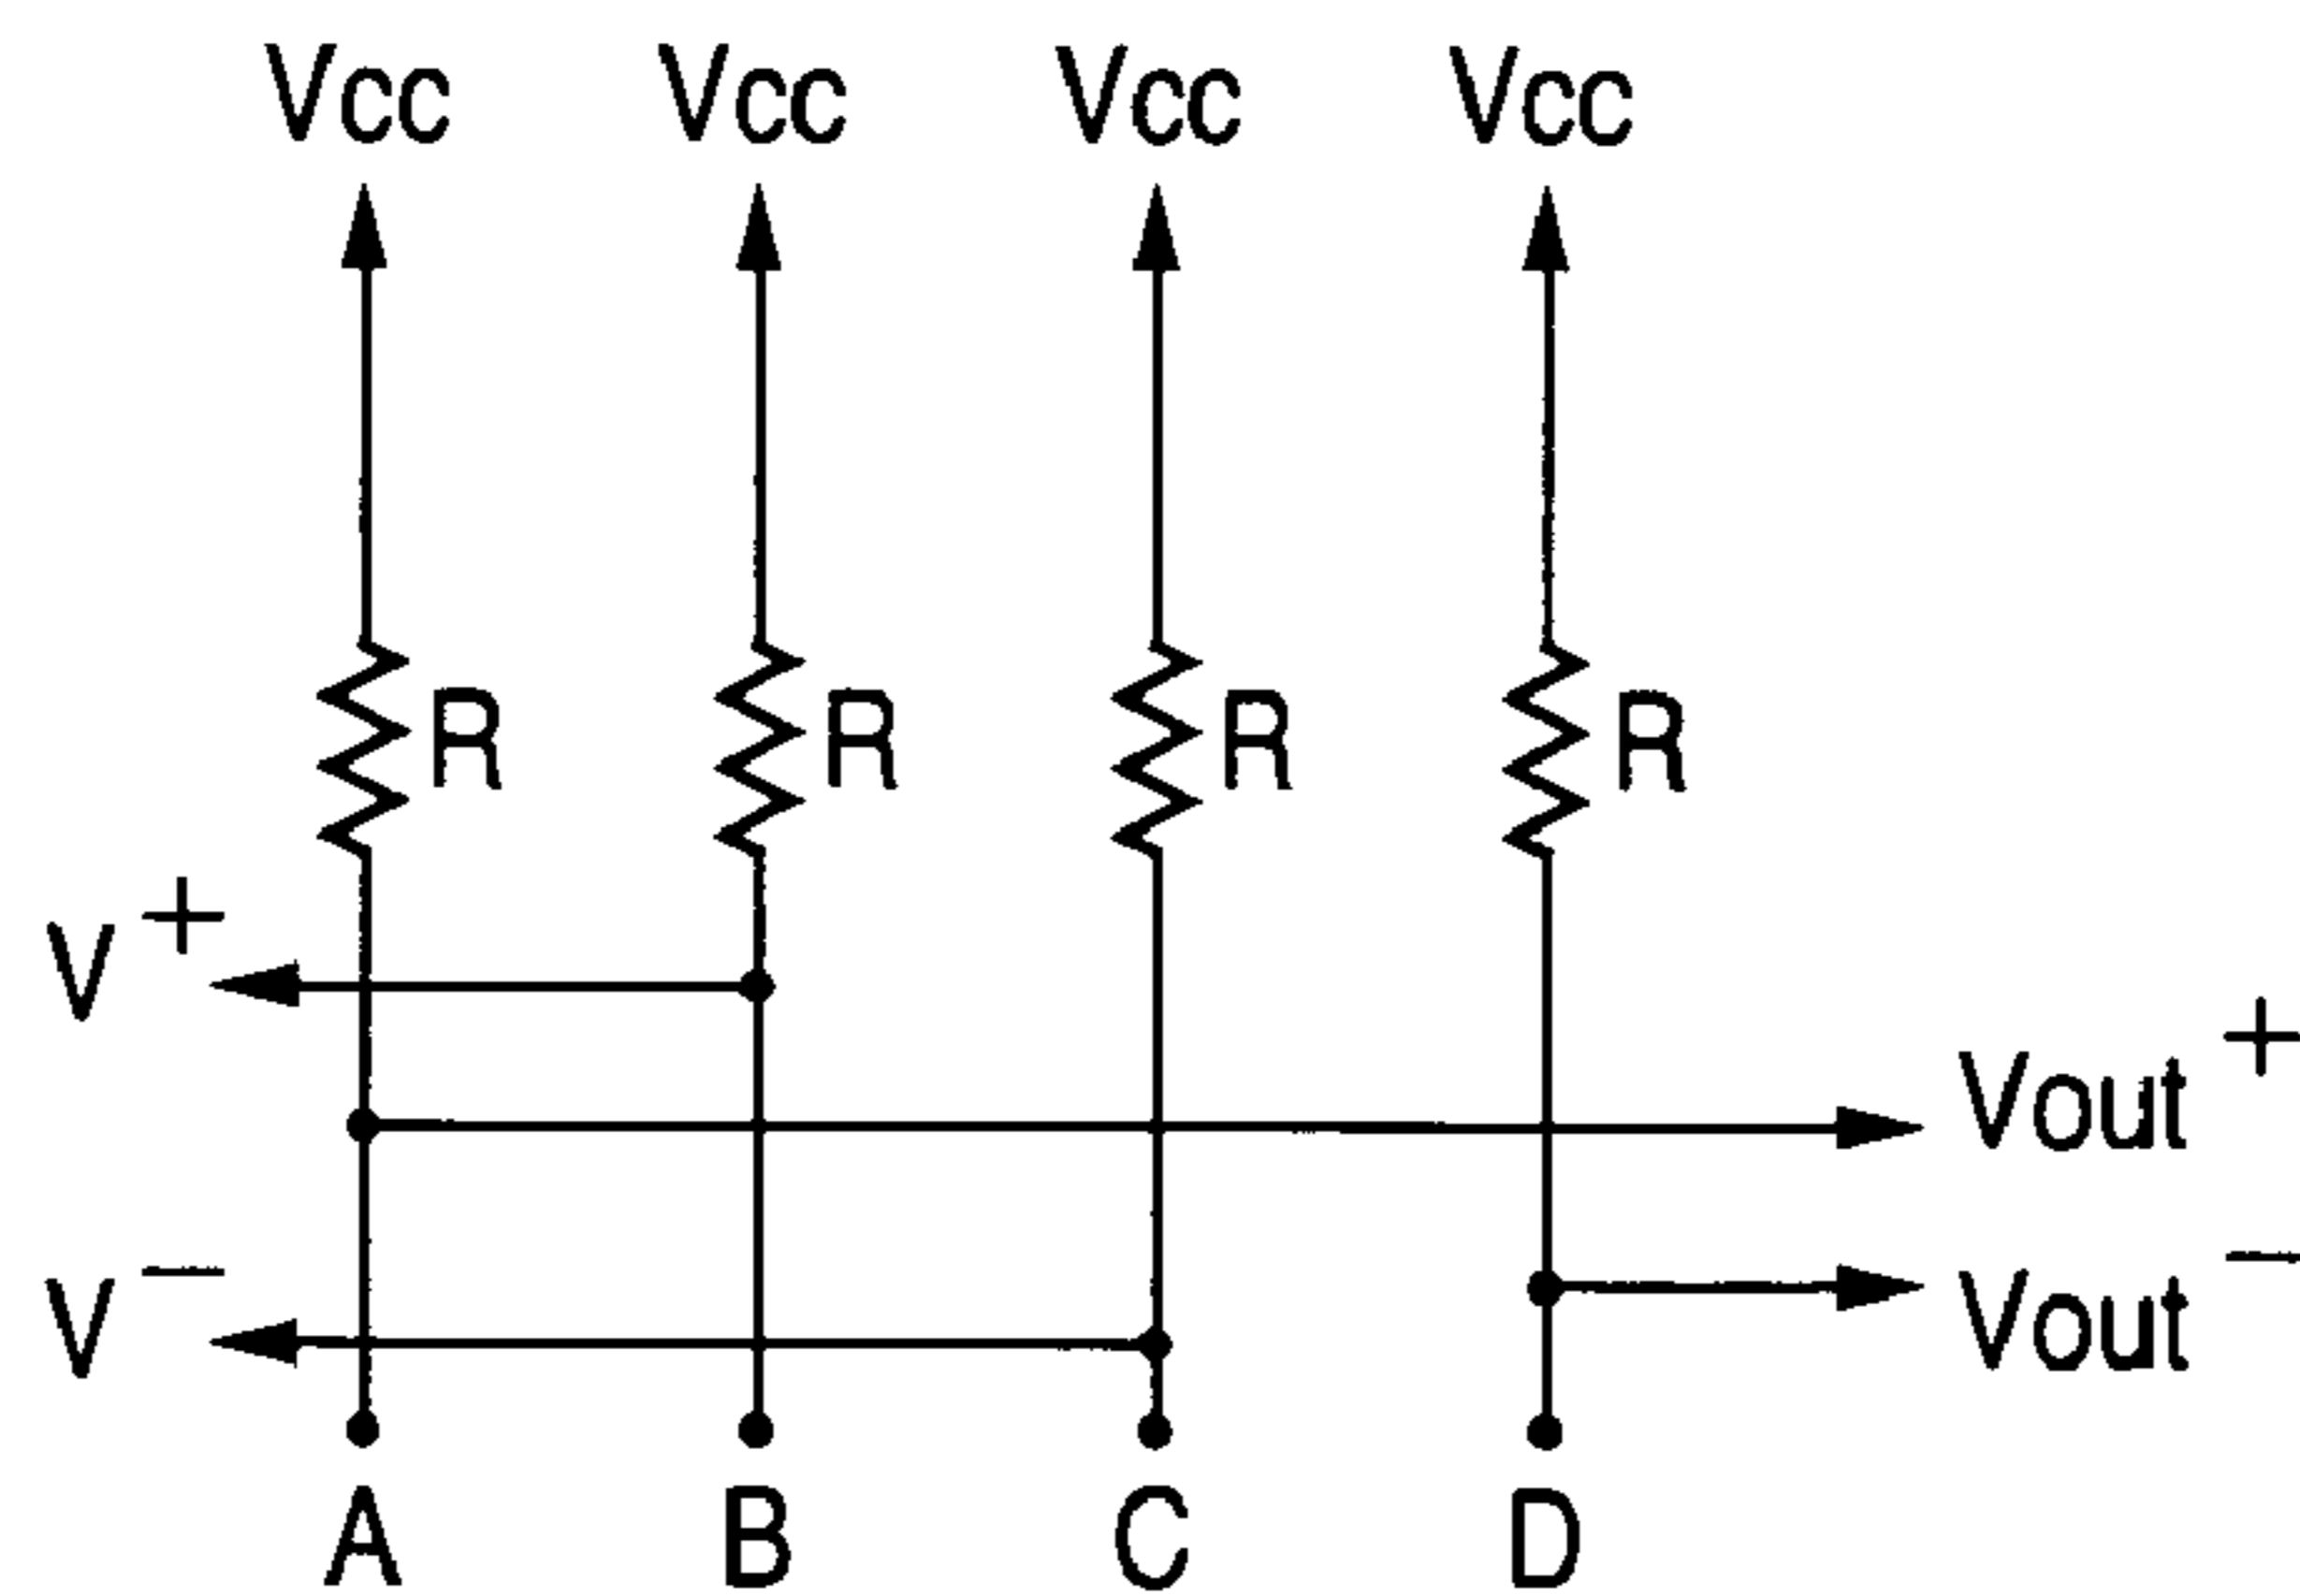 Vcc Vcc Vcc Vcc
R R R R
V+
Vout+
V−
Vout−
A B C D